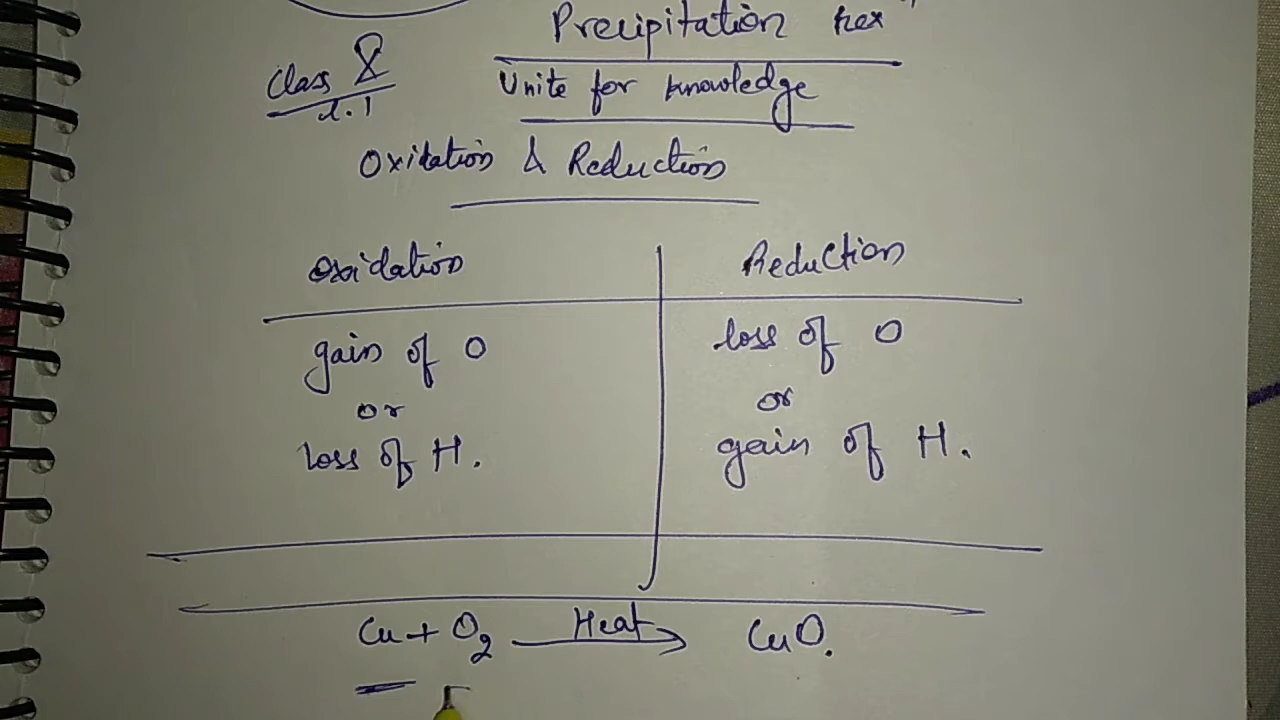 Precipitation rex"
Class X
d.1
Unite for knowledge
Oxidation & Reduction
Oxidation
Reduction
gain of O
or
loss of H.
loss of O
or
gain of H.
Cu + O2 Heat CuO.